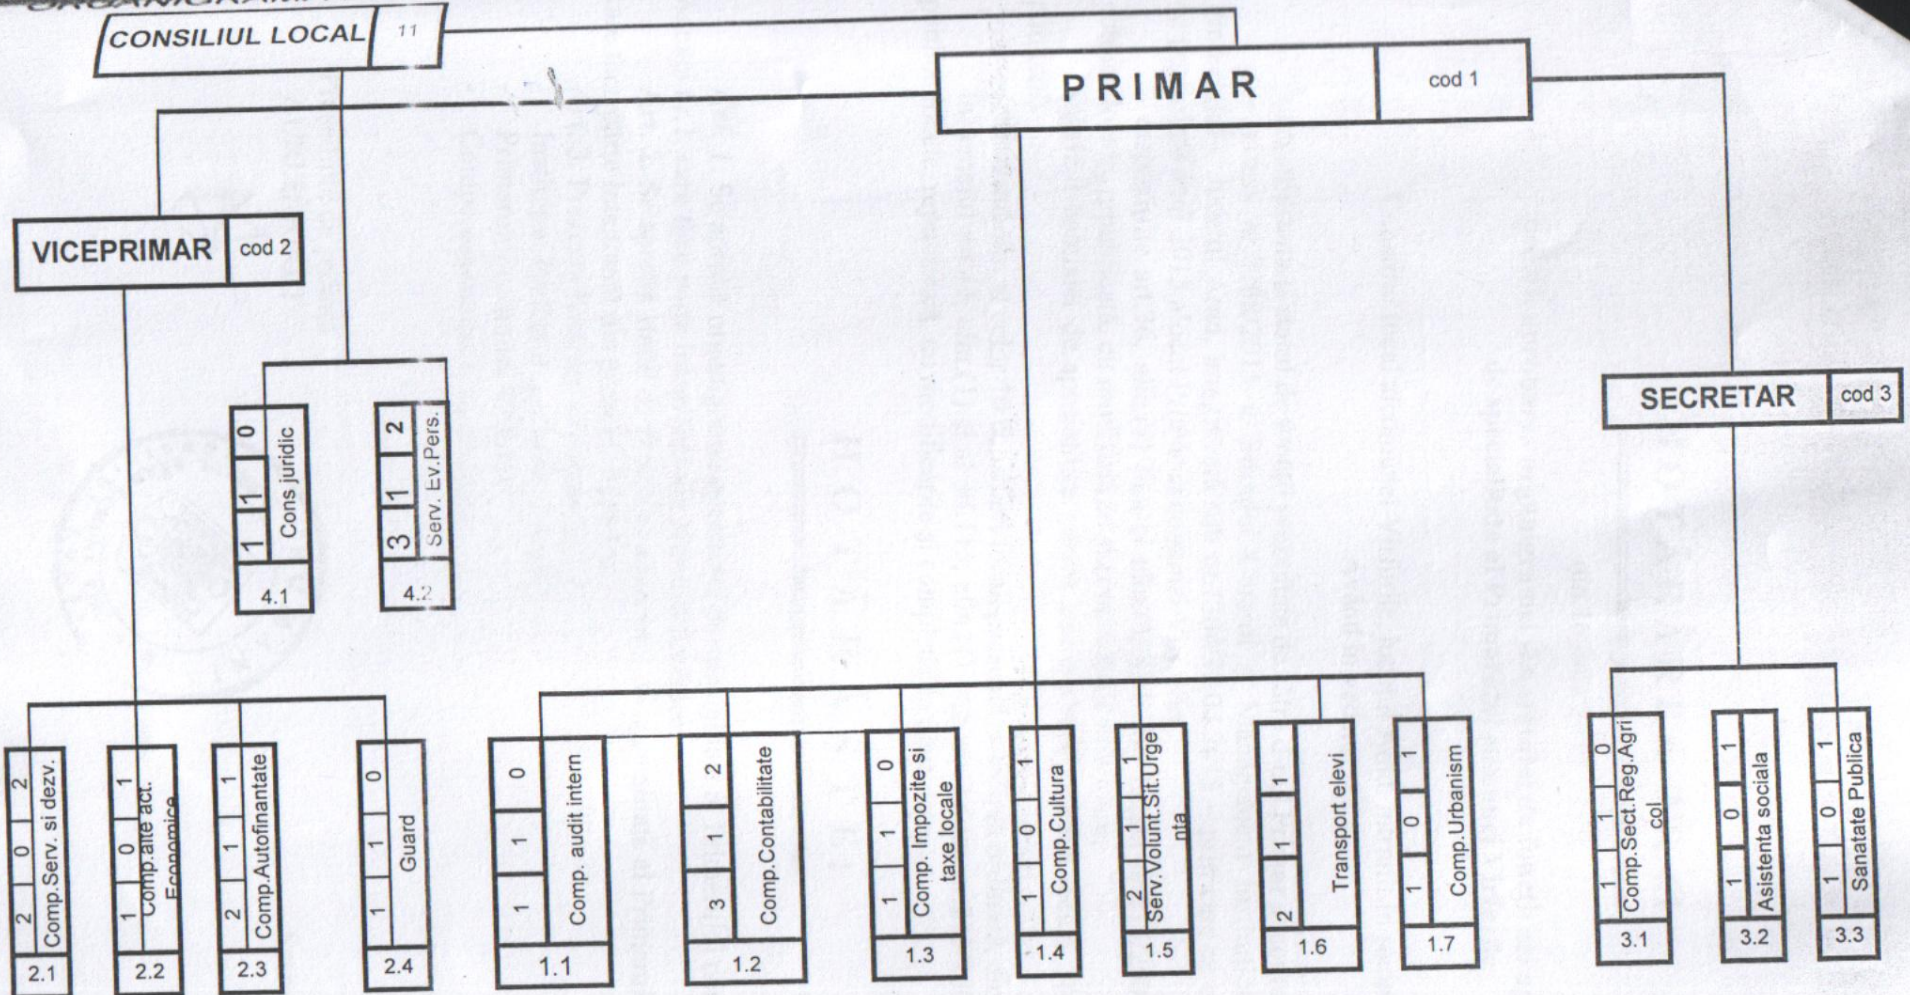 CONSILIUL LOCAL 11
PRIMAR cod 1
VICEPRIMAR cod 2
SECRETAR cod 3
1 1 0
Cons juridic
4.1
3 1 2
Serv. Ev.Pers.
4.2
2 0 2
Comp.Serv. si dezv.
2.1
1 0 1
Comp.alte act.
Economice
2.2
2 1 1
Comp.Autofinantate
2.3
1 1 0
Guard
2.4
1 1 0
Comp. audit intern
1.1
3 1 2
Comp.Contabilitate
1.2
1 1 0
Comp. Impozite si
taxe locale
1.3
1 0 1
Comp.Cultura
1.4
2 1 1
Serv.Volunt.Sit.Urge
nta
1.5
2 1 1
Transport elevi
1.6
1 0 1
Comp.Urbanism
1.7
1 1 0
Comp.Sect.Reg.Agri
col
3.1
1 0 1
Asistenta sociala
3.2
1 0 1
Sanatate Publica
3.3